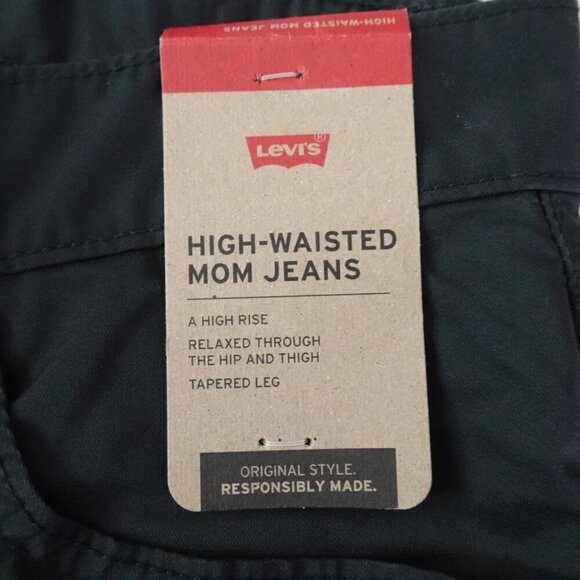 HIGH-WAISTED
MOM JEANS
Levi's
®
HIGH-WAISTED
MOM JEANS
A HIGH RISE
RELAXED THROUGH
THE HIP AND THIGH
TAPERED LEG
ORIGINAL STYLE.
RESPONSIBLY MADE.